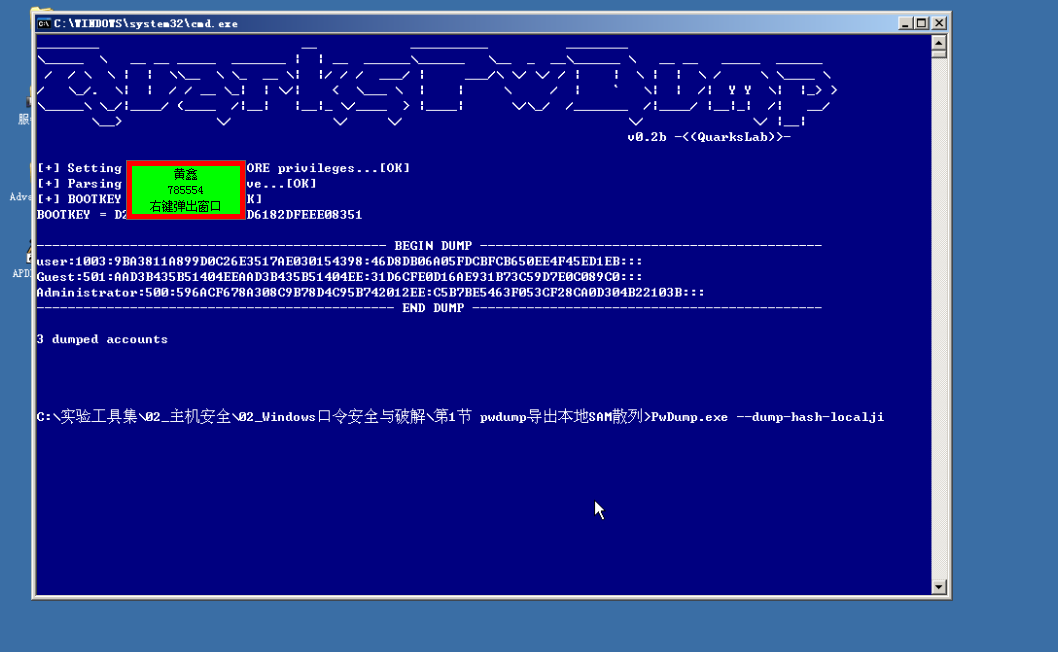 C:\WINDOWS\system32\cmd.exe
v0.2b -<(QuarksLab)>-
[+] Setting ORE privileges...[OK]
[+] Parsing ve...[OK]
[+] BOOTKEY K]
BOOTKEY = D2 D6182DFEEE08351
黄鑫
785554
右键弹出窗口
BEGIN DUMP
user:1003:9BA3811A899D0C26E3517AE030154398:46D8DB06A05FDCBFCB650EE4F45ED1EB:::
Guest:501:AAD3B435B51404EEAAD3B435B51404EE:31D6CFE0D16AE931B73C59D7E0C089C0:::
Administrator:500:596ACF678A308C9B78D4C95B742012EE:C5B7BE5463F053CF28CA0D304B22103B:::
END DUMP
3 dumped accounts
C:\实验工具集\02_主机安全\02_Windows口令安全与破解\第1节 pwdump导出本地SAM散列>PwDump.exe --dump-hash-localji
服
Adve